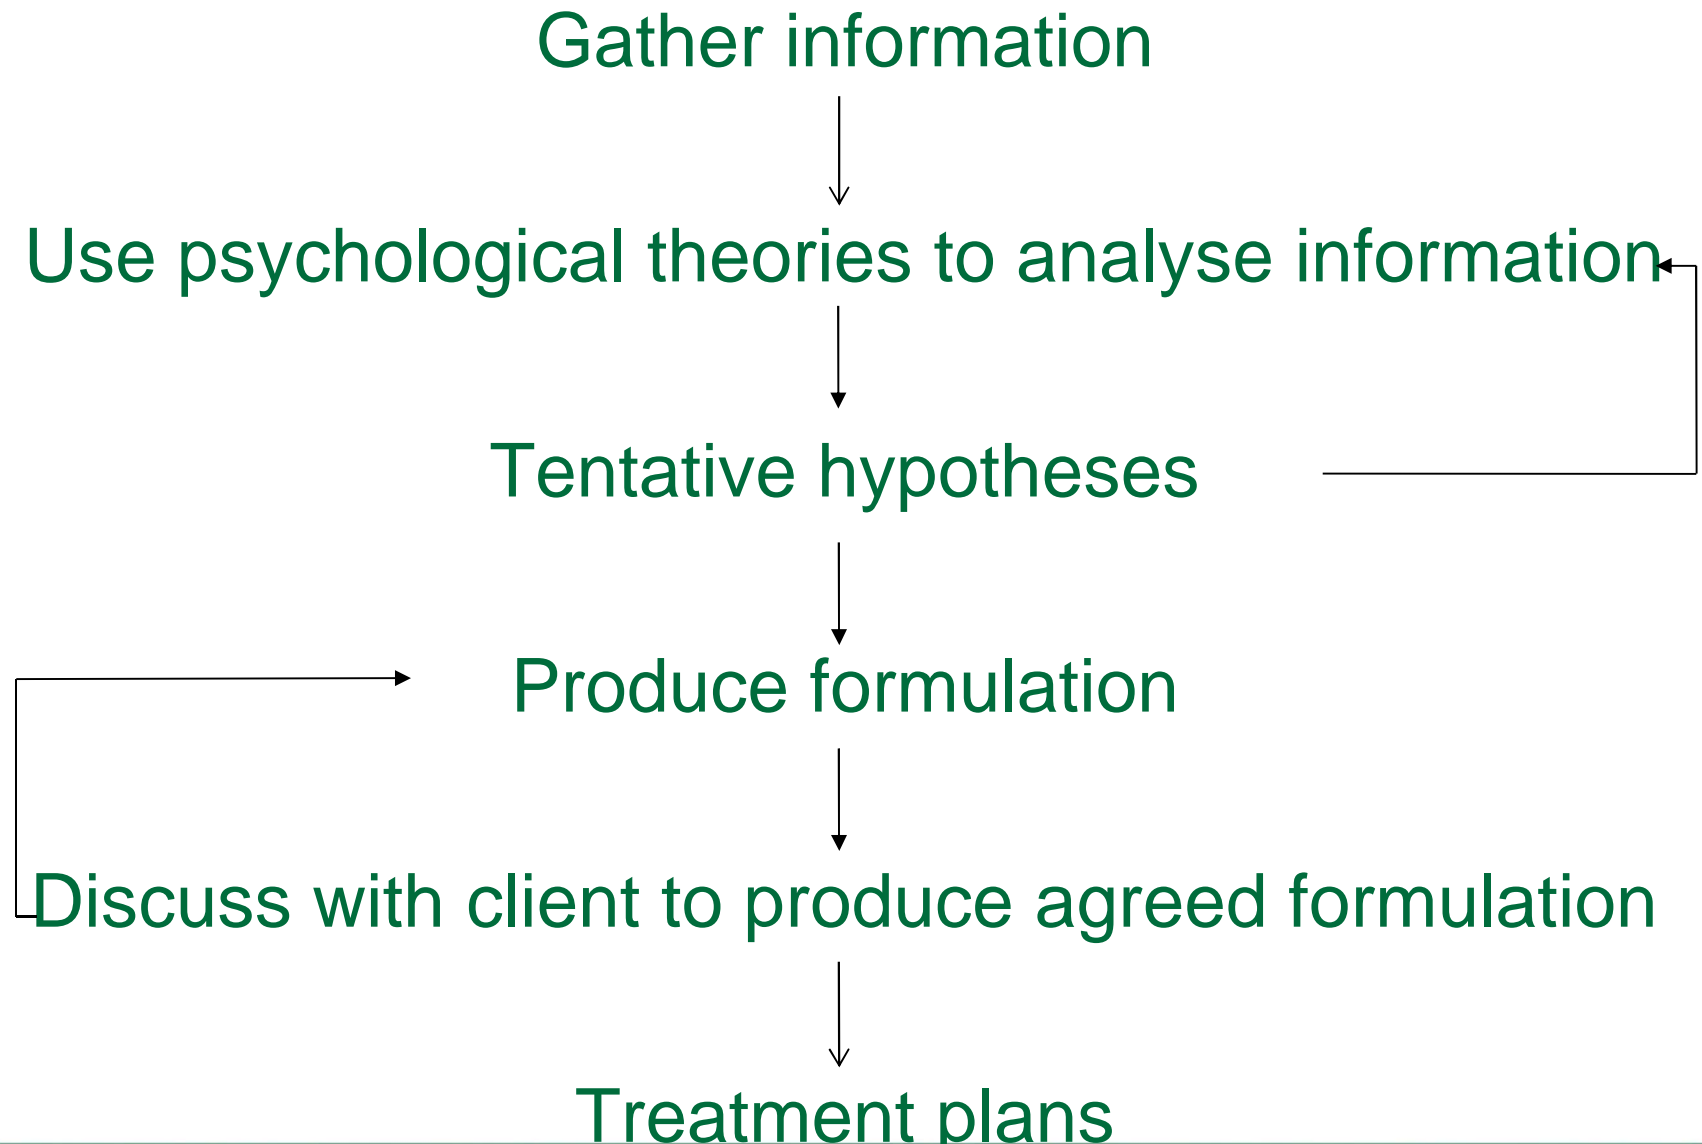 Gather information
Use psychological theories to analyse information
Tentative hypotheses
Produce formulation
Discuss with client to produce agreed formulation
Treatment plans